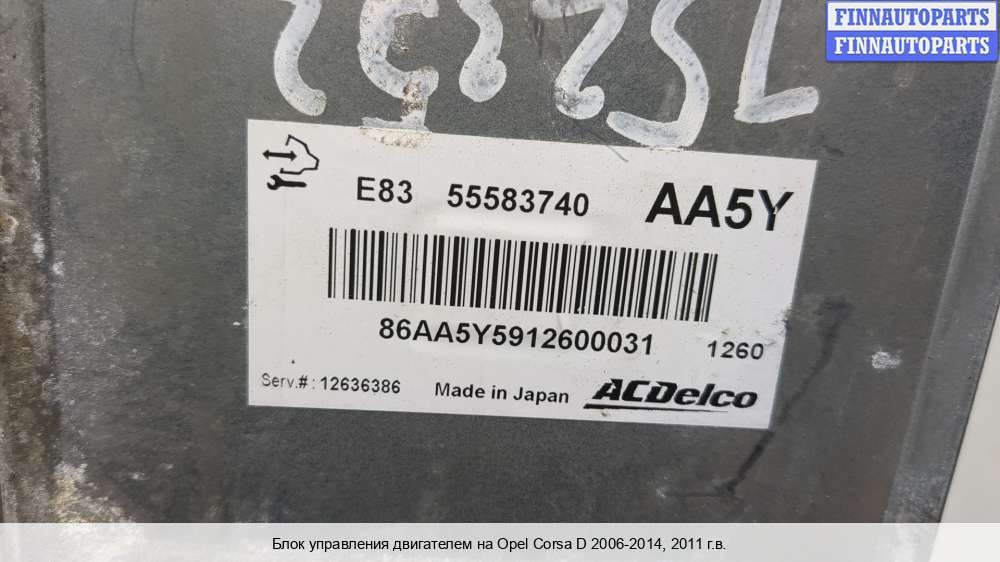 FINNAUTOPARTS
FINNAUTOPARTS
E83 55583740 AA5Y
86AA5Y5912600031 1260
Serv.# : 12636386 Made in Japan ACDelco
Блок управления двигателем на Opel Corsa D 2006-2014, 2011 г.в.